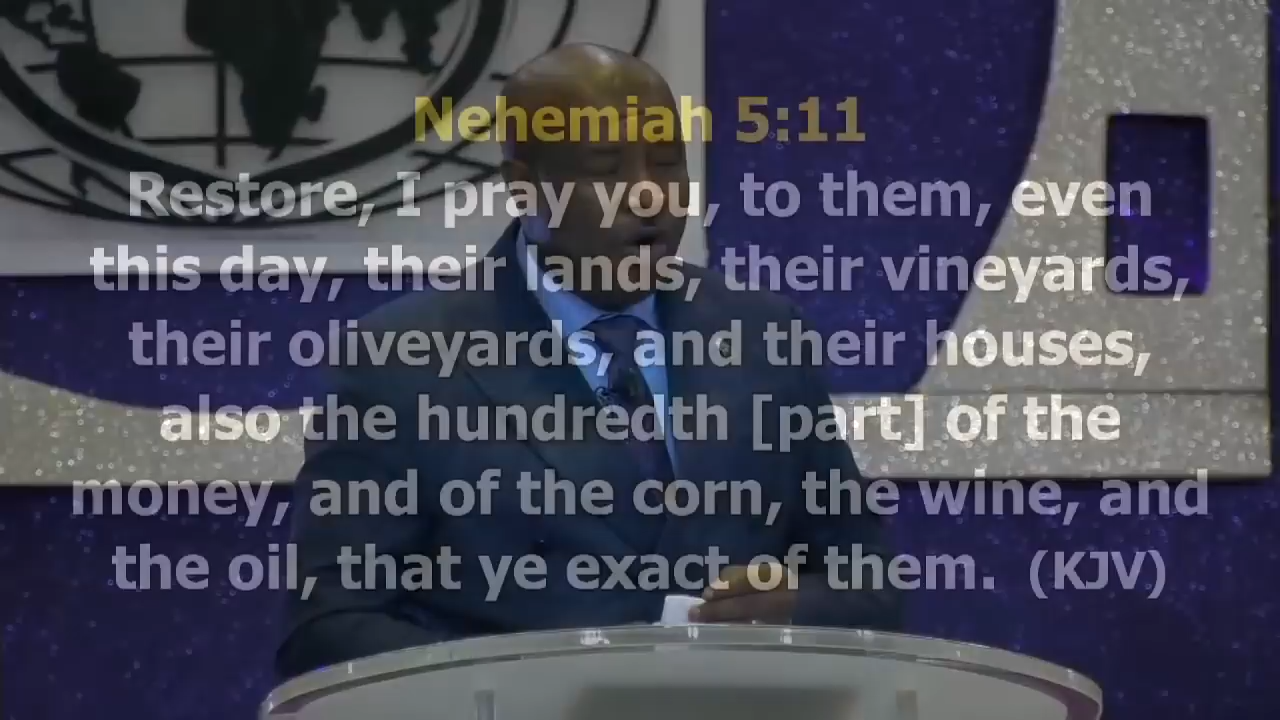 Nehemiah 5:11
Restore, I pray you, to them, even
this day, their lands, their vineyards,
their oliveyards, and their houses,
also the hundredth [part] of the
money, and of the corn, the wine, and
the oil, that ye exact of them. (KJV)